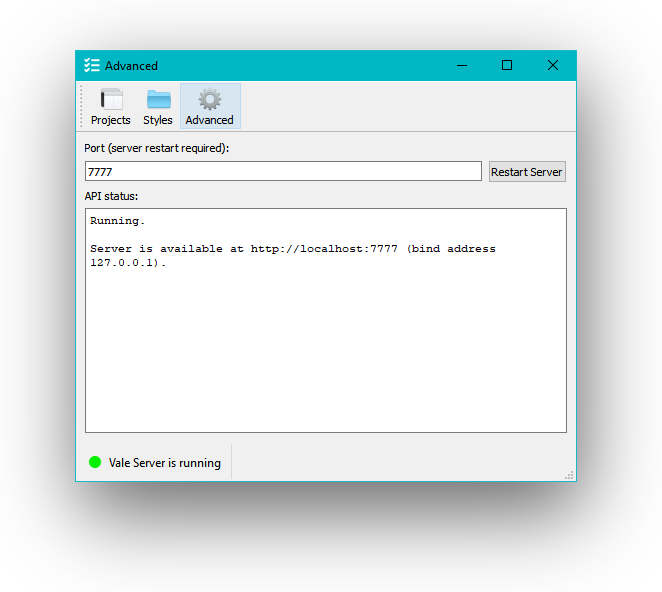 Advanced
Projects Styles Advanced
Port (server restart required):
7777 Restart Server
API status:
Running.
Server is available at http://localhost:7777 (bind address
127.0.0.1).
Vale Server is running